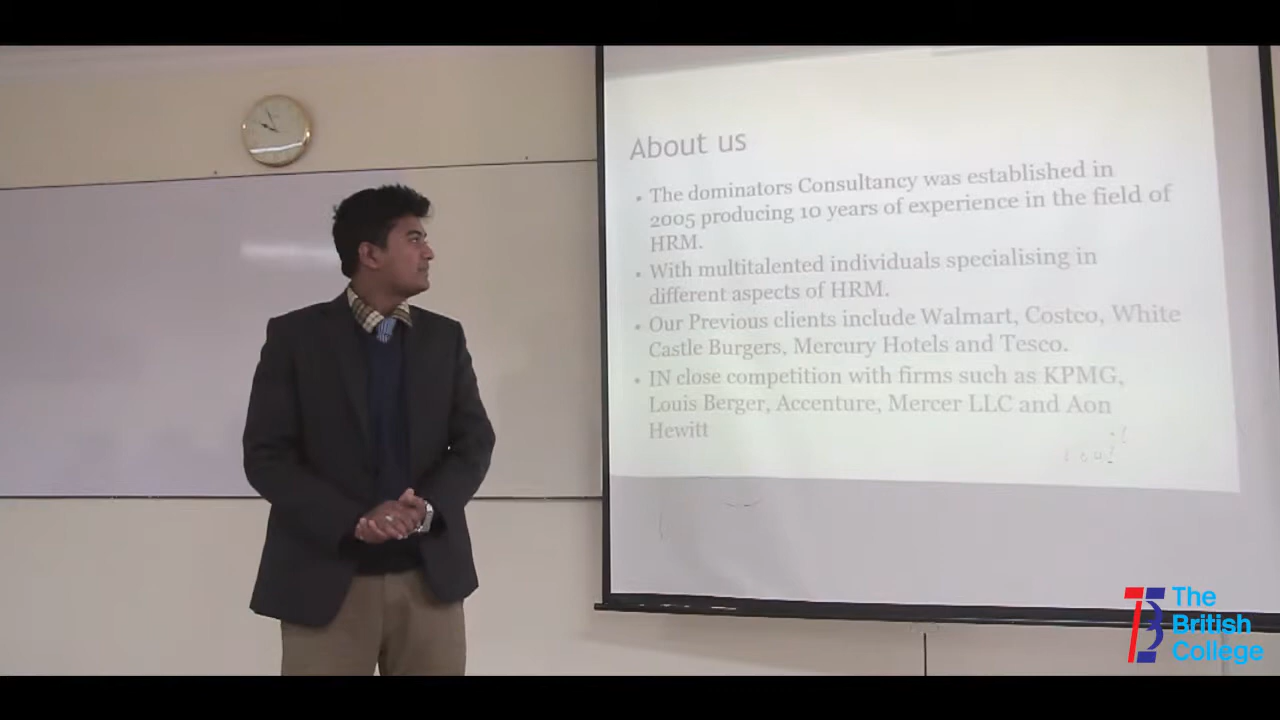 About us
• The dominators Consultancy was established in
2005 producing 10 years of experience in the field of
HRM.
• With multitalented individuals specialising in
different aspects of HRM.
• Our Previous clients include Walmart, Costco, White
Castle Burgers, Mercury Hotels and Tesco.
• IN close competition with firms such as KPMG,
Louis Berger, Accenture, Mercer LLC and Aon
Hewitt
The
British
College